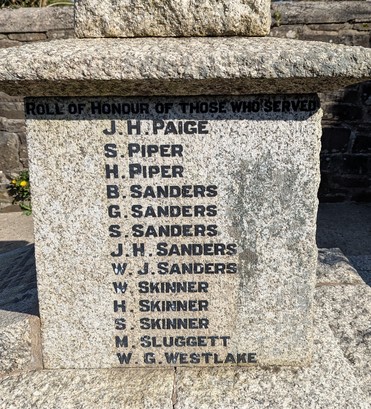 ROLL OF HONOUR OF THOSE WHO SERVED
J. H. PAIGE
S. PIPER
H. PIPER
B. SANDERS
G. SANDERS
S. SANDERS
J. H. SANDERS
W. J. SANDERS
W. SKINNER
H. SKINNER
S. SKINNER
M. SLUGGETT
W. G. WESTLAKE